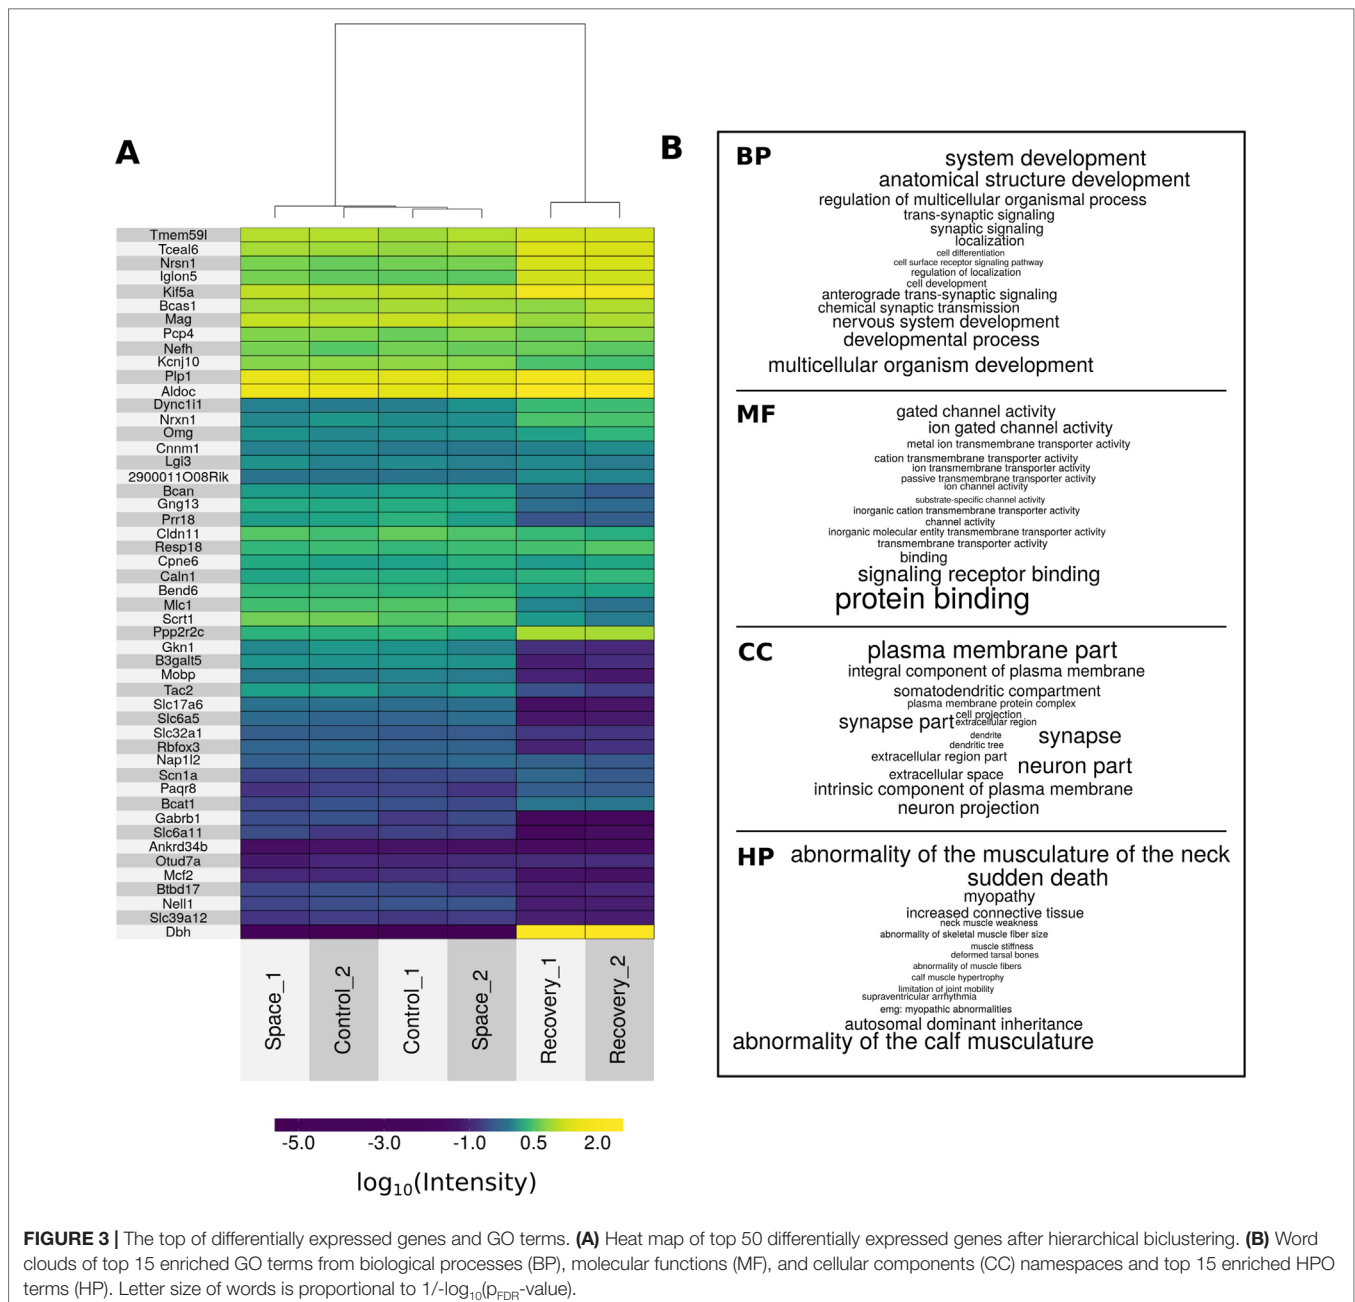 A
Tmem59l
Tceal6
Nrsn1
Iglon5
Kif5a
Bcas1
Mag
Pcp4
Nefh
Kcnj10
Plp1
Aldoc
Dync1i1
Nrxn1
Omg
Cnnm1
Lgi3
2900011O08Rik
Bcan
Gng13
Prr18
Cldn11
Resp18
Cpne6
Caln1
Bend6
Mlc1
Scrt1
Ppp2r2c
Gkn1
B3galt5
Mobp
Tac2
Slc17a6
Slc6a5
Slc32a1
Rbfox3
Nap1l2
Scn1a
Paqr8
Bcat1
Gabrb1
Slc6a11
Ankrd34b
Otud7a
Mcf2
Btbd17
Nell1
Slc39a12
Dbh
Space_1
Control_2
Control_1
Space_2
Recovery_1
Recovery_2
-5.0 -3.0 -1.0 0.5 2.0
log10(Intensity)
B
BP
system development
anatomical structure development
regulation of multicellular organismal process
trans-synaptic signaling
synaptic signaling
localization
cell differentiation
cell surface receptor signaling pathway
regulation of localization
cell development
anterograde trans-synaptic signaling
chemical synaptic transmission
nervous system development
developmental process
multicellular organism development
MF
gated channel activity
ion gated channel activity
metal ion transmembrane transporter activity
cation transmembrane transporter activity
ion transmembrane transporter activity
passive transmembrane transporter activity
ion channel activity
substrate-specific channel activity
inorganic cation transmembrane transporter activity
channel activity
inorganic molecular entity transmembrane transporter activity
transmembrane transporter activity
binding
signaling receptor binding
protein binding
CC
plasma membrane part
integral component of plasma membrane
somatodendritic compartment
plasma membrane protein complex
cell projection
synapse part
extracellular region
dendrite
synapse
dendritic tree
extracellular region part
neuron part
extracellular space
intrinsic component of plasma membrane
neuron projection
HP
abnormality of the musculature of the neck
sudden death
myopathy
increased connective tissue
neck muscle weakness
abnormality of skeletal muscle fiber size
muscle stiffness
deformed tarsal bones
abnormality of muscle fibers
calf muscle hypertrophy
limitation of joint mobility
supraventricular arrhythmia
emg: myopathic abnormalities
autosomal dominant inheritance
abnormality of the calf musculature
FIGURE 3 | The top of differentially expressed genes and GO terms. (A) Heat map of top 50 differentially expressed genes after hierarchical biclustering. (B) Word
clouds of top 15 enriched GO terms from biological processes (BP), molecular functions (MF), and cellular components (CC) namespaces and top 15 enriched HPO
terms (HP). Letter size of words is proportional to 1/-log10(pFDR-value).